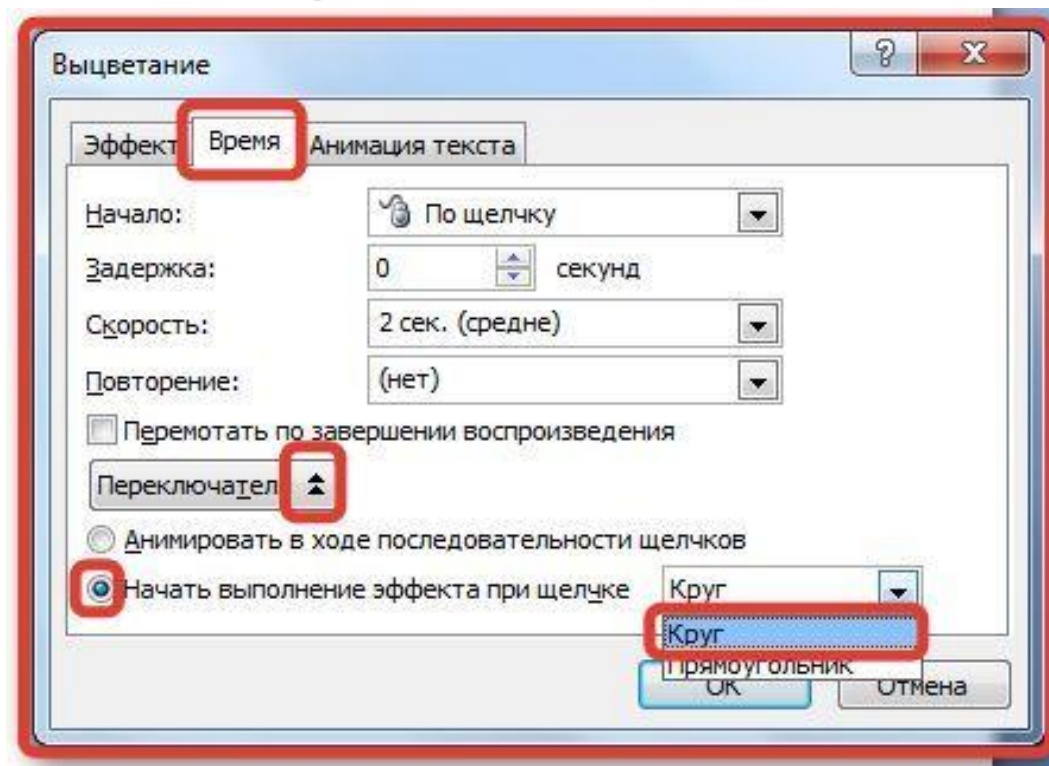 Выцветание
Эффект Время Анимация текста
Начало: По щелчку
Задержка: 0 секунд
Скорость: 2 сек. (средне)
Повторение: (нет)
Перемотать по завершении воспроизведения
Переключател
Анимировать в ходе последовательности щелчков
Начать выполнение эффекта при щелчке Круг
Круг
Прямоугольник
ОК Отмена